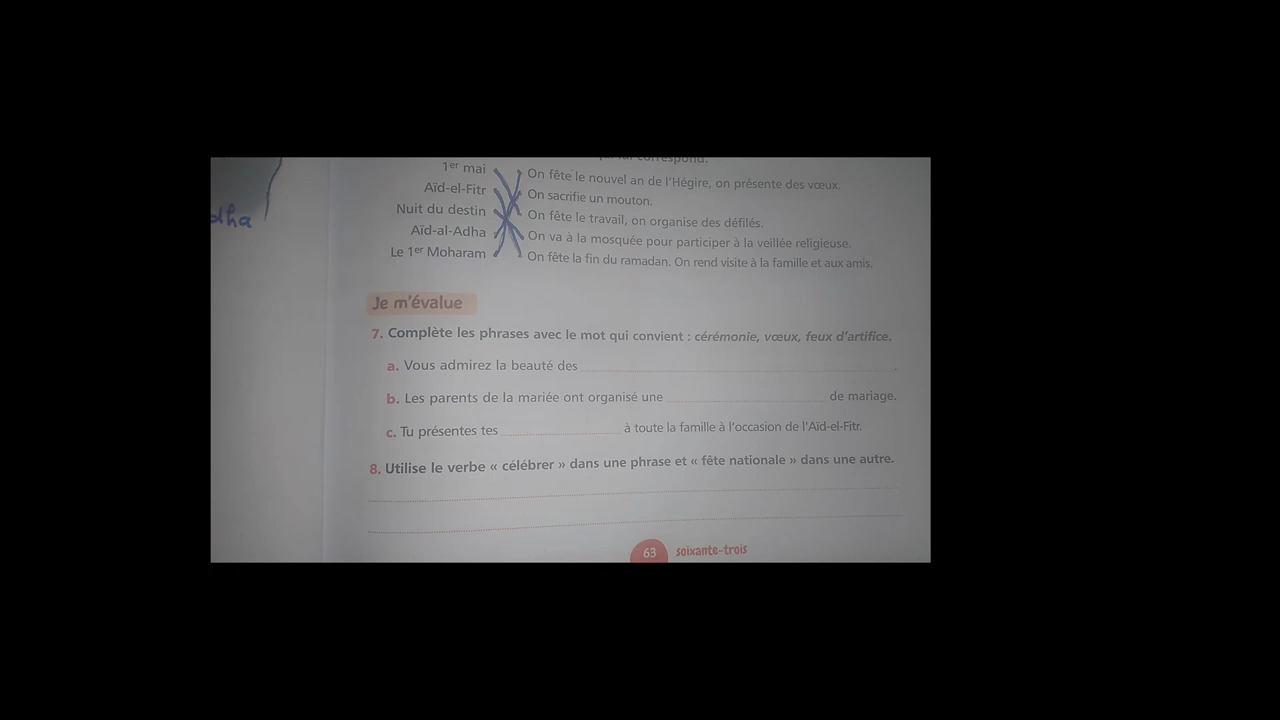 correspond.
1er mai
On fête le nouvel an de l'Hégire, on présente des vœux.
Aïd-el-Fitr
On sacrifie un mouton.
dha
Nuit du destin
On fête le travail, on organise des défilés.
Aïd-al-Adha
On va à la mosquée pour participer à la veillée religieuse.
Le 1er Moharam
On fête la fin du ramadan. On rend visite à la famille et aux amis.
Je m'évalue
7. Complète les phrases avec le mot qui convient : cérémonie, vœux, feux d'artifice.
a. Vous admirez la beauté des .
b. Les parents de la mariée ont organisé une de mariage.
c. Tu présentes tes à toute la famille à l'occasion de l'Aïd-el-Fitr.
8. Utilise le verbe « célébrer » dans une phrase et « fête nationale » dans une autre.
63 soixante-trois